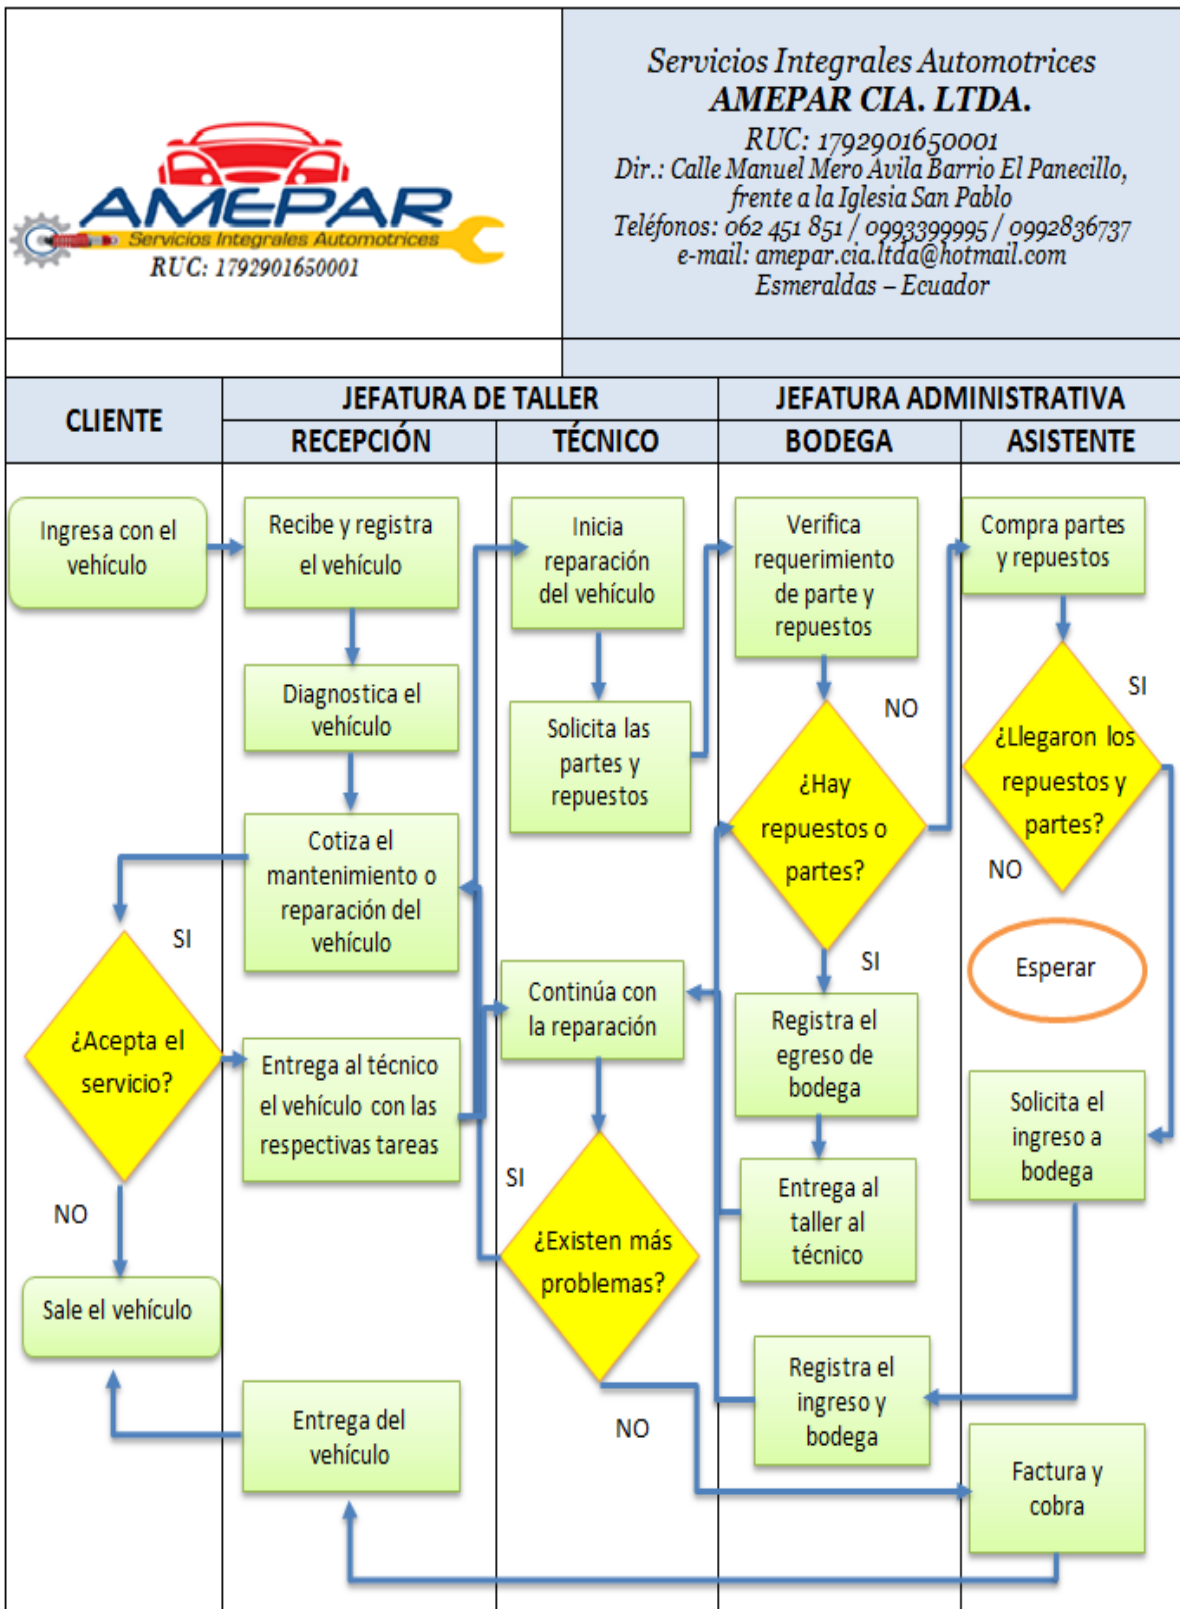 AMEPAR
Servicios Integrales Automotrices
RUC: 1792901650001
Servicios Integrales Automotrices
AMEPAR CIA. LTDA.
RUC: 1792901650001
Dir.: Calle Manuel Mero Avila Barrio El Panecillo,
frente a la Iglesia San Pablo
Teléfonos: 062 451 851 / 0993399995 / 0992836737
e-mail: amepar.cia.ltda@hotmail.com
Esmeraldas – Ecuador
CLIENTE
JEFATURA DE TALLER
JEFATURA ADMINISTRATIVA
RECEPCIÓN
TÉCNICO
BODEGA
ASISTENTE
Ingresa con el
vehículo
Recibe y registra
el vehículo
Inicia
reparación
del vehículo
Verifica
requerimiento
de parte y
repuestos
Compra partes
y repuestos
Diagnostica el
vehículo
Solicita las
partes y
repuestos
NO
¿Hay
repuestos o
partes?
SI
¿Llegaron los
repuestos y
partes?
NO
Cotiza el
mantenimiento o
reparación del
vehículo
SI
¿Acepta el
servicio?
NO
Continúa con
la reparación
SI
Registra el
egreso de
bodega
Esperar
Entrega al técnico
el vehículo con las
respectivas tareas
Solicita el
ingreso a
bodega
SI
¿Existen más
problemas?
NO
Entrega al
taller al
técnico
Sale el vehículo
Registra el
ingreso y
bodega
Entrega del
vehículo
Factura y
cobra